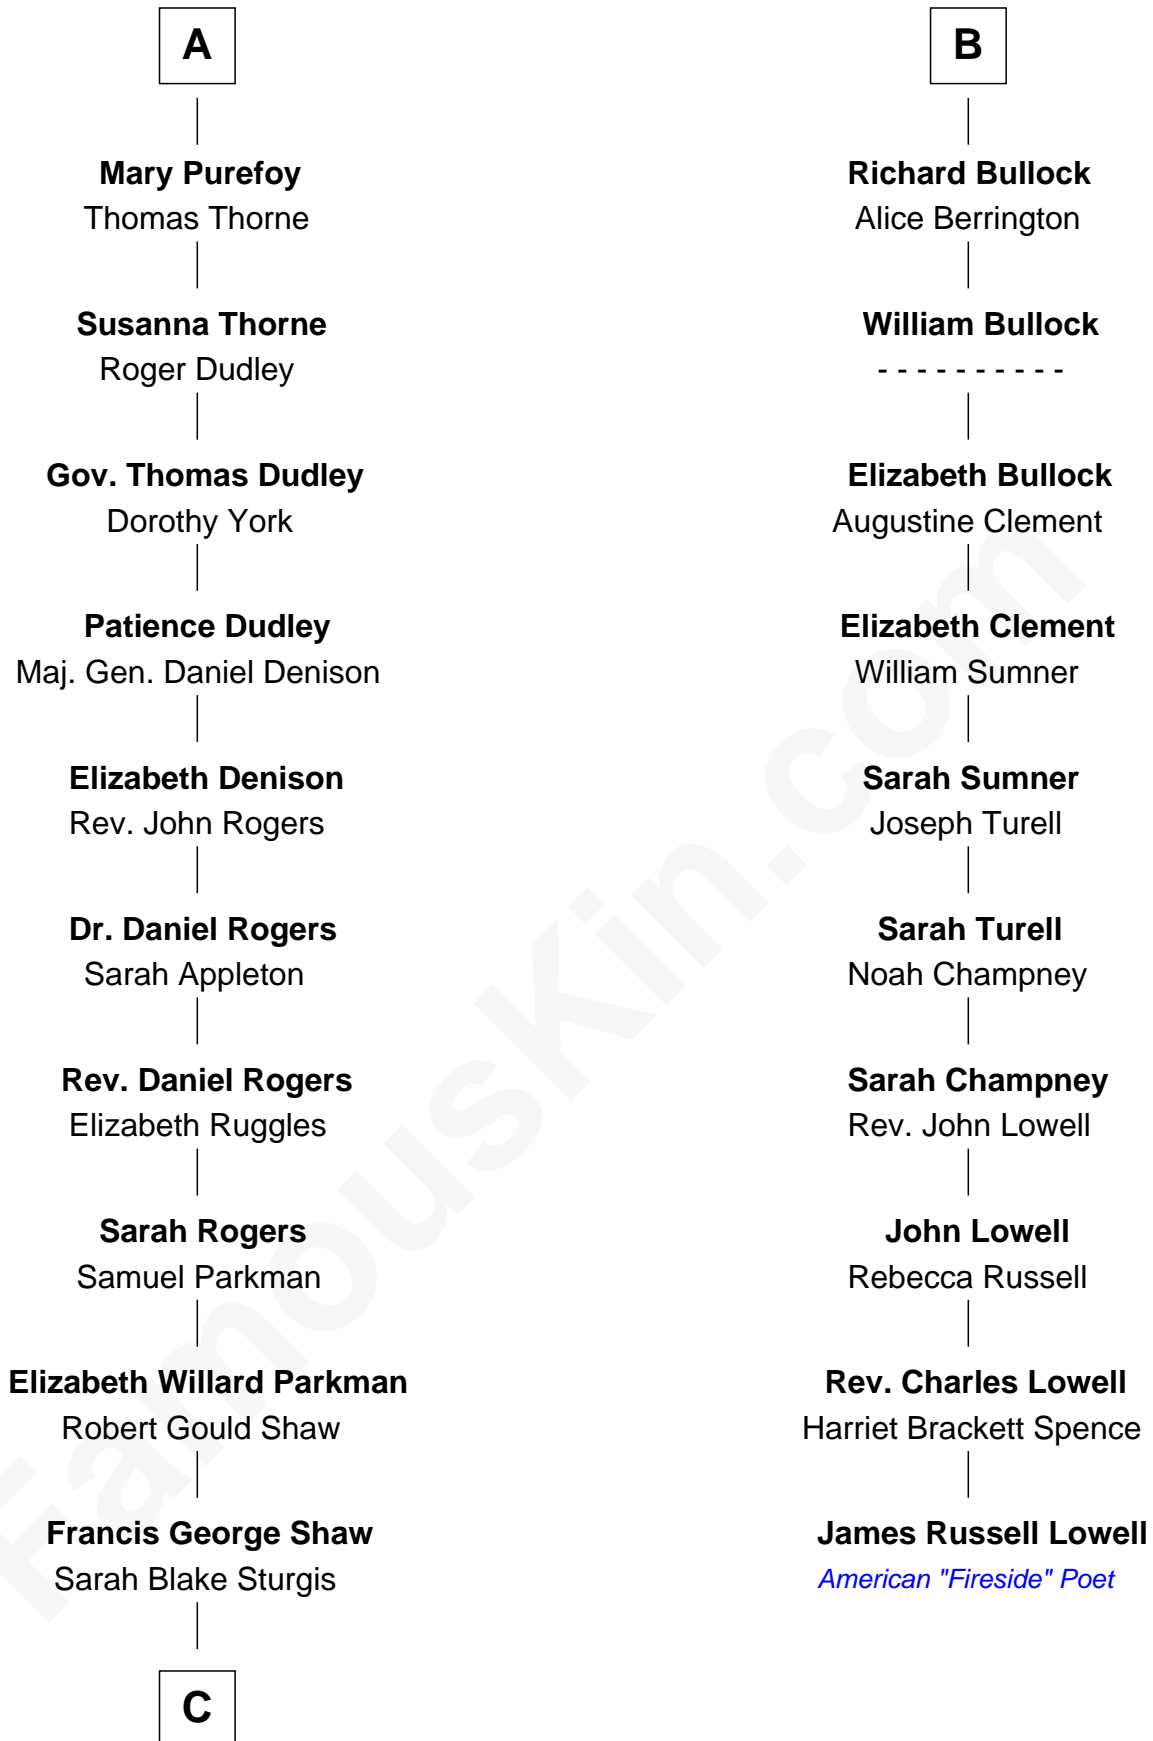 A
Mary Purefoy
Thomas Thorne
Susanna Thorne
Roger Dudley
Gov. Thomas Dudley
Dorothy York
Patience Dudley
Maj. Gen. Daniel Denison
Elizabeth Denison
Rev. John Rogers
Dr. Daniel Rogers
Sarah Appleton
Rev. Daniel Rogers
Elizabeth Ruggles
Sarah Rogers
Samuel Parkman
Elizabeth Willard Parkman
Robert Gould Shaw
Francis George Shaw
Sarah Blake Sturgis
C
B
Richard Bullock
Alice Berrington
William Bullock
- - - - - - - - - -
Elizabeth Bullock
Augustine Clement
Elizabeth Clement
William Sumner
Sarah Sumner
Joseph Turell
Sarah Turell
Noah Champney
Sarah Champney
Rev. John Lowell
John Lowell
Rebecca Russell
Rev. Charles Lowell
Harriet Brackett Spence
James Russell Lowell
American "Fireside" Poet
FamousKin.com